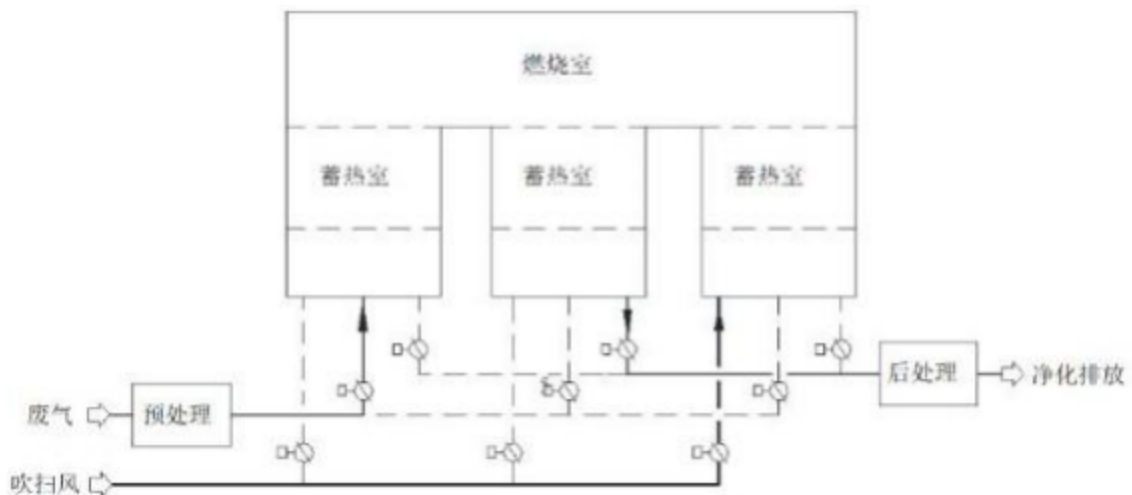 燃烧室
蓄热室 蓄热室 蓄热室
后处理 净化排放
废气 预处理
吹扫风